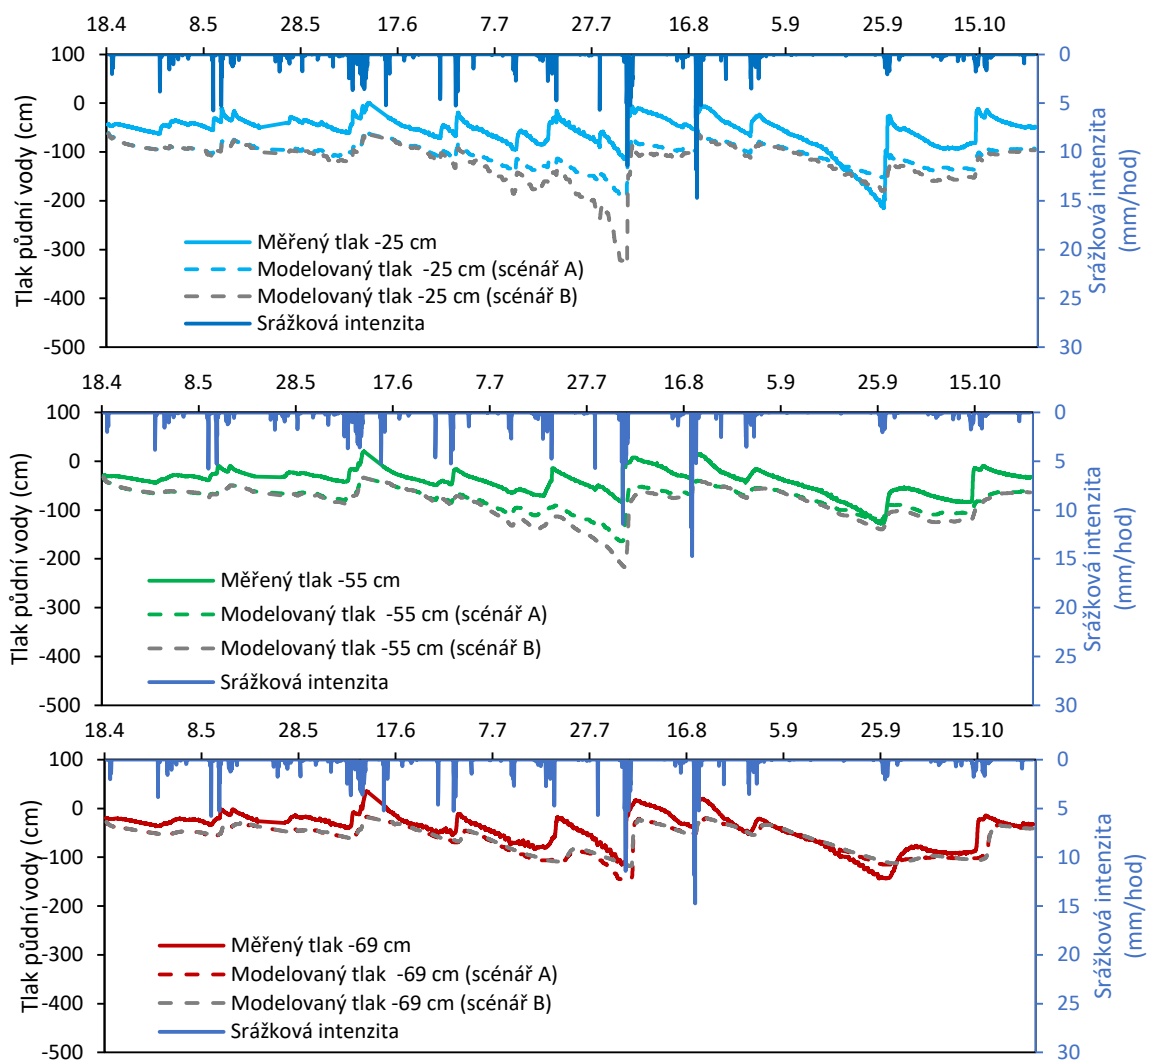 18.4 8.5 28.5 17.6 7.7 27.7 16.8 5.9 25.9 15.10
100 0
0 5
-100 10
-200 15
-300 20
-400 25
-500 30
Tlak půdní vody (cm)
Srážková intenzita
(mm/hod)
Měřený tlak -25 cm
Modelovaný tlak -25 cm (scénář A)
Modelovaný tlak -25 cm (scénář B)
Srážková intenzita
18.4 8.5 28.5 17.6 7.7 27.7 16.8 5.9 25.9 15.10
100 0
0 5
-100 10
-200 15
-300 20
-400 25
-500 30
Tlak půdní vody (cm)
Srážková intenzita
(mm/hod)
Měřený tlak -55 cm
Modelovaný tlak -55 cm (scénář A)
Modelovaný tlak -55 cm (scénář B)
Srážková intenzita
18.4 8.5 28.5 17.6 7.7 27.7 16.8 5.9 25.9 15.10
100 0
0 5
-100 10
-200 15
-300 20
-400 25
-500 30
Tlak půdní vody (cm)
Srážková intenzita
(mm/hod)
Měřený tlak -69 cm
Modelovaný tlak -69 cm (scénář A)
Modelovaný tlak -69 cm (scénář B)
Srážková intenzita